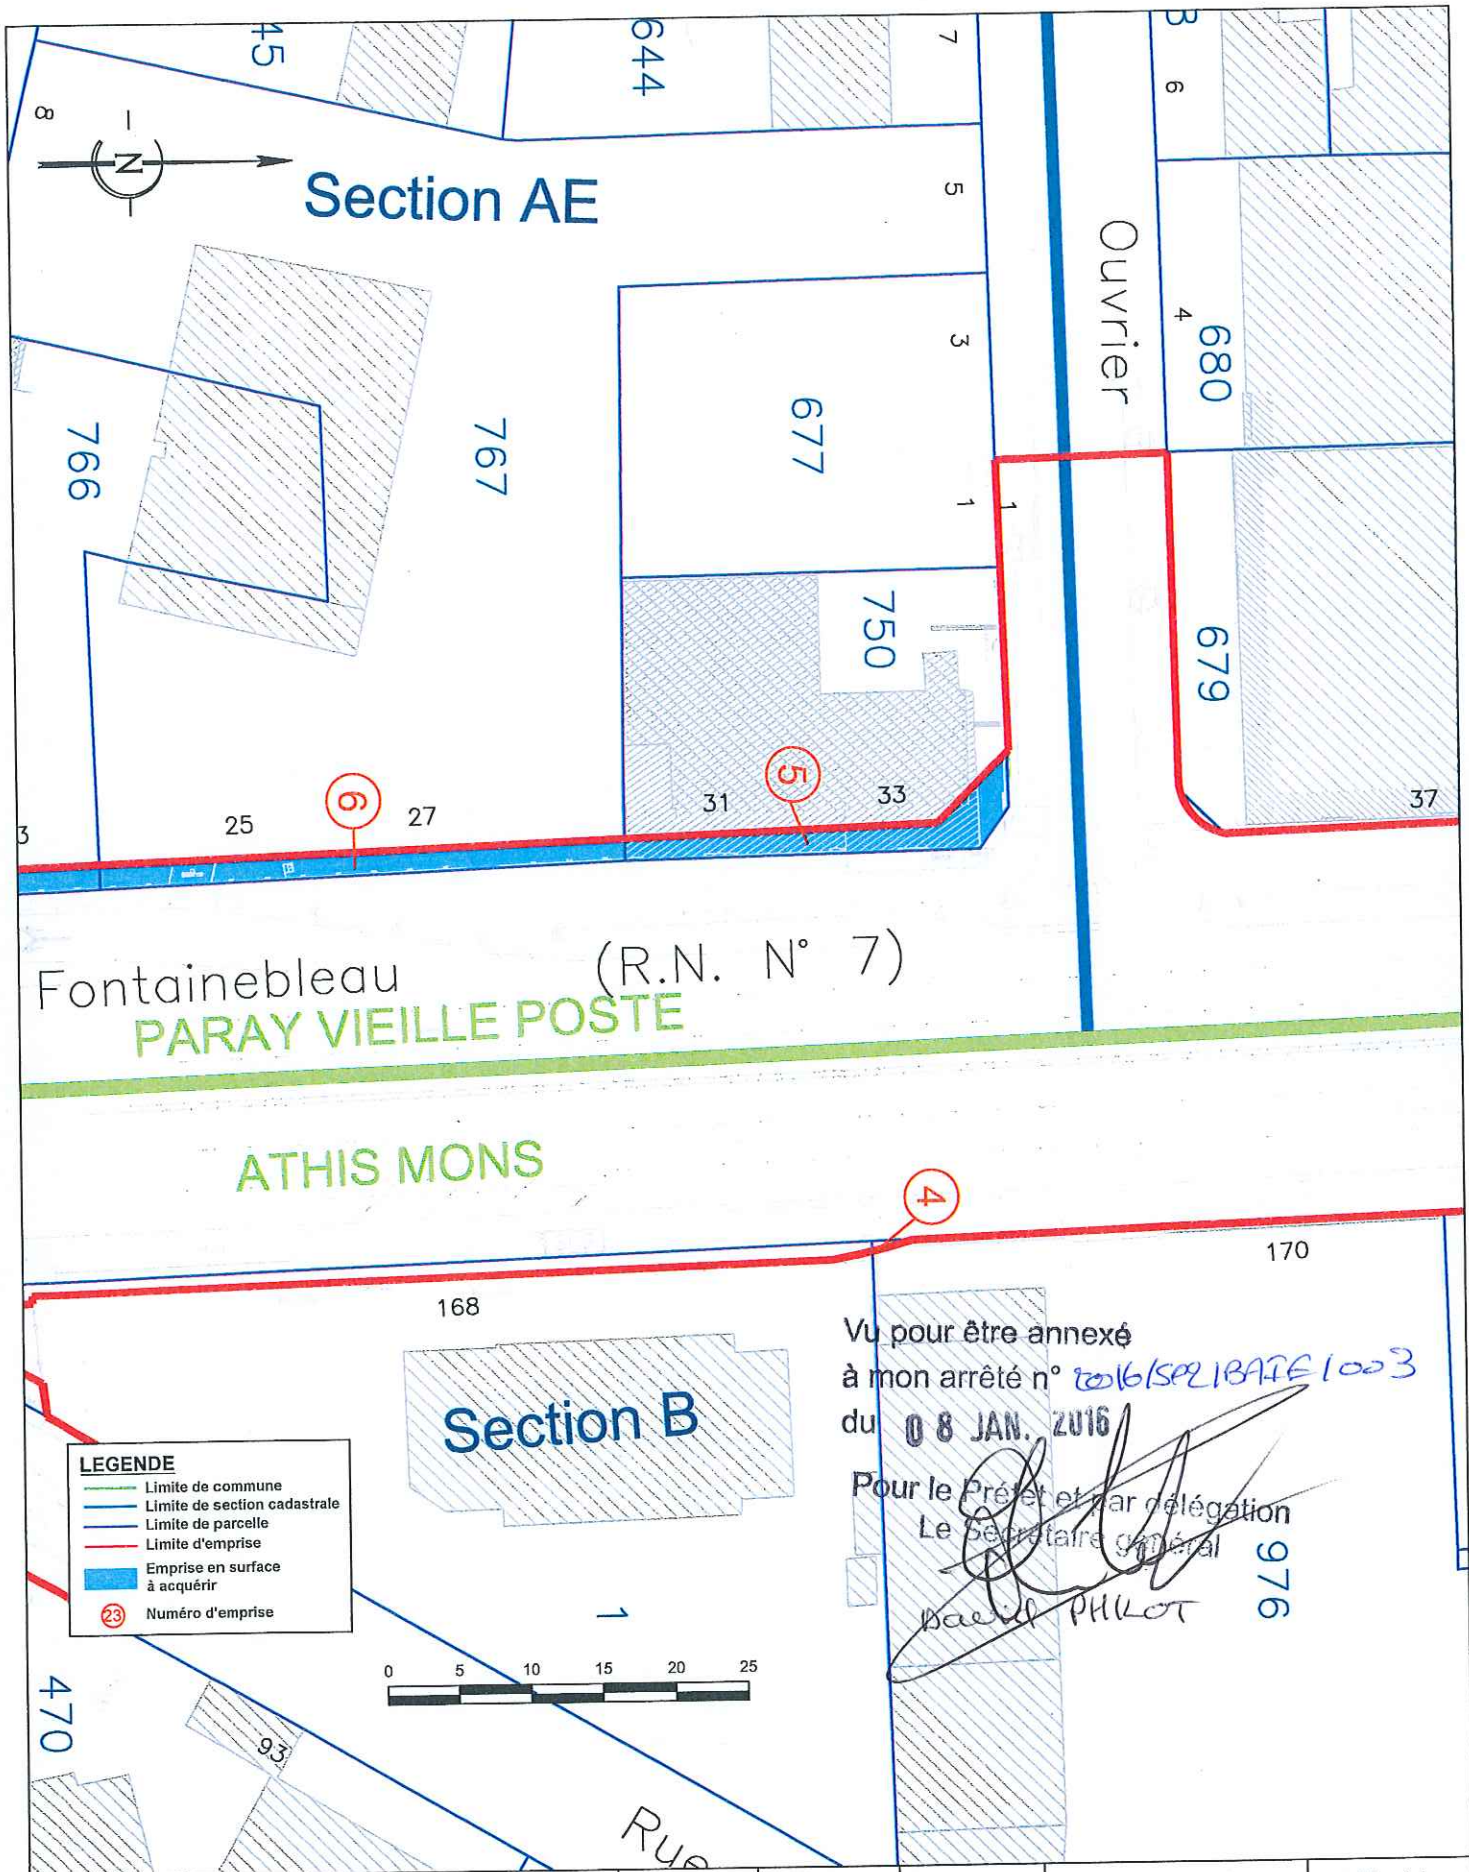 45
644
7
B
6
8
N
Section AE
5
Ouvrier
3
4
680
677
766
767
1
1
750
679
5
6
31
33
37
27
25
3
Fontainebleau (R.N. N° 7)
PARAY VIEILLE POSTE
ATHIS MONS
4
170
168
Vu pour être annexé
à mon arrêté n° 2016/SP2/BATE/003
du 08 JAN. 2016
Section B
Pour le Préfet et par délégation
Le Secrétaire général
David PHILOT
976
LEGENDE
Limite de commune
Limite de section cadastrale
Limite de parcelle
Limite d'emprise
Emprise en surface
à acquérir
23 Numéro d'emprise
1
0 5 10 15 20 25
470
93
Rue